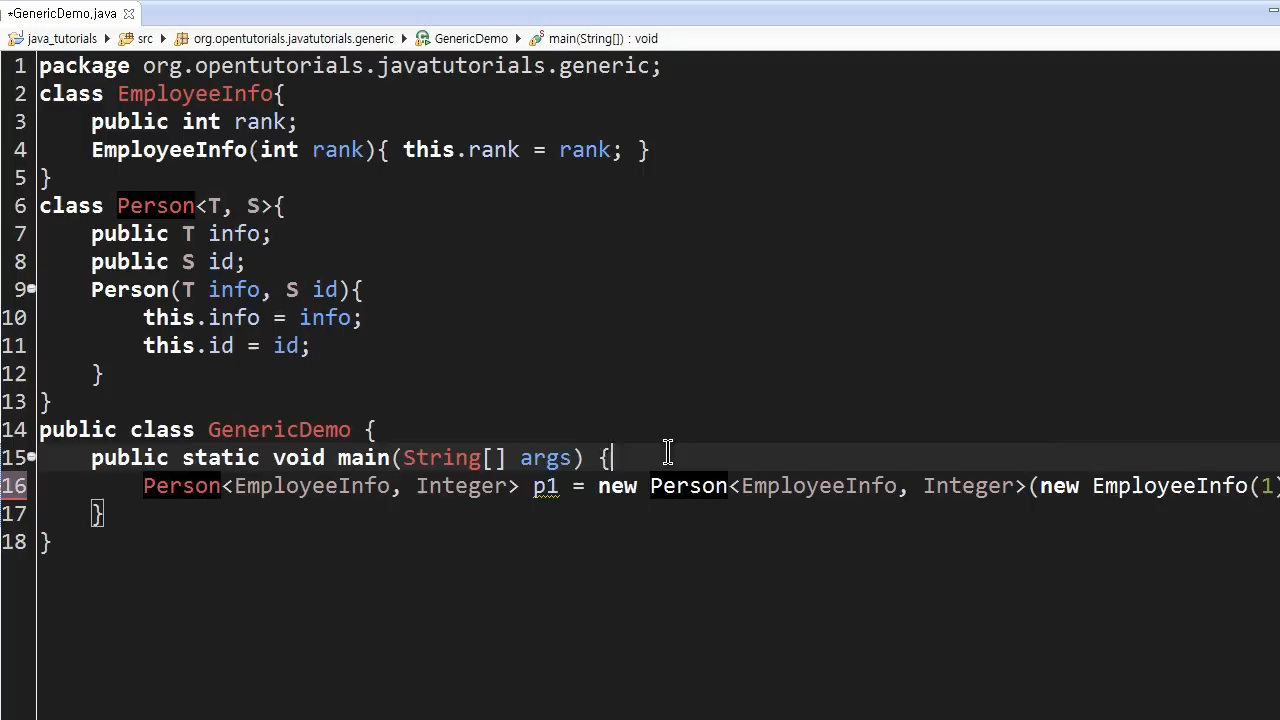 *GenericDemo.java
java_tutorials src org.opentutorials.javatutorials.generic GenericDemo main(String[]) : void
1 package org.opentutorials.javatutorials.generic;
2 class EmployeeInfo{
3     public int rank;
4     EmployeeInfo(int rank){ this.rank = rank; }
5 }
6 class Person<T, S>{
7     public T info;
8     public S id;
9     Person(T info, S id){
10         this.info = info;
11         this.id = id;
12     }
13 }
14 public class GenericDemo {
15     public static void main(String[] args) {
16         Person<EmployeeInfo, Integer> p1 = new Person<EmployeeInfo, Integer>(new EmployeeInfo(1)
17     }
18 }